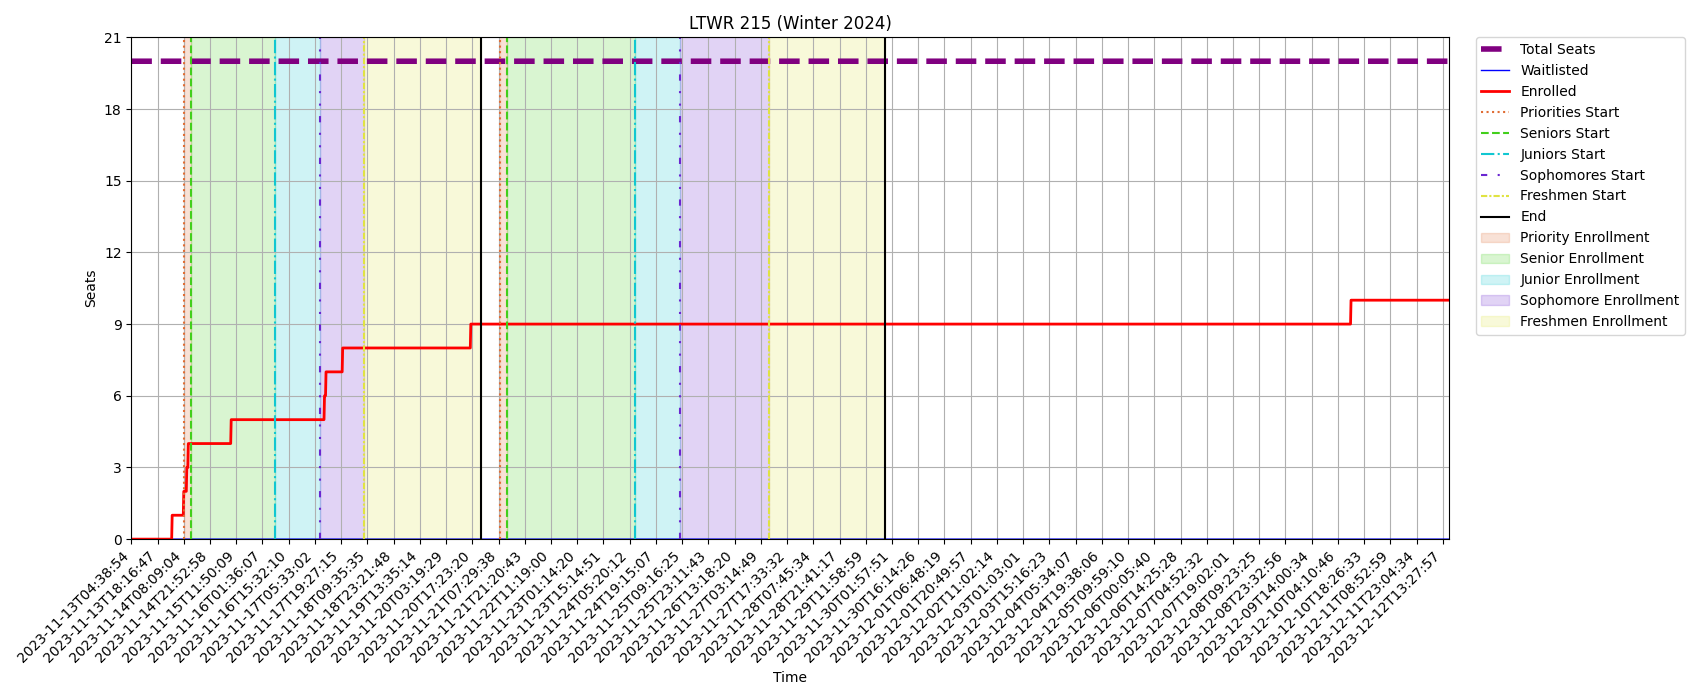 LTWR 215 (Winter 2024)
21
18
15
12
9
6
3
0
Seats
Total Seats
Waitlisted
Enrolled
Priorities Start
Seniors Start
Juniors Start
Sophomores Start
Freshmen Start
End
Priority Enrollment
Senior Enrollment
Junior Enrollment
Sophomore Enrollment
Freshmen Enrollment
2023-11-13T04:38:54
2023-11-13T18:16:47
2023-11-14T08:09:04
2023-11-14T21:52:58
2023-11-15T11:50:09
2023-11-16T01:36:07
2023-11-16T15:32:10
2023-11-17T05:33:02
2023-11-17T19:27:15
2023-11-18T09:35:35
2023-11-18T23:21:48
2023-11-19T13:35:14
2023-11-20T03:19:29
2023-11-20T17:23:20
2023-11-21T07:29:38
2023-11-21T21:20:43
2023-11-22T11:19:00
2023-11-23T01:14:20
2023-11-23T15:14:51
2023-11-24T05:20:12
2023-11-24T19:15:07
2023-11-25T09:16:25
2023-11-25T23:11:43
2023-11-26T13:18:20
2023-11-27T03:14:49
2023-11-27T17:33:32
2023-11-28T07:45:34
2023-11-28T21:41:17
2023-11-29T11:58:59
2023-11-30T01:57:51
2023-11-30T16:14:26
2023-12-01T06:48:19
2023-12-01T20:49:57
2023-12-02T11:02:14
2023-12-03T01:03:01
2023-12-03T15:16:23
2023-12-04T05:34:07
2023-12-04T19:38:06
2023-12-05T09:59:10
2023-12-06T00:05:40
2023-12-06T14:25:28
2023-12-07T04:52:32
2023-12-07T19:02:01
2023-12-08T09:23:25
2023-12-08T23:32:56
2023-12-09T14:00:34
2023-12-10T04:10:46
2023-12-10T18:26:33
2023-12-11T08:52:59
2023-12-11T23:04:34
2023-12-12T13:27:57
Time